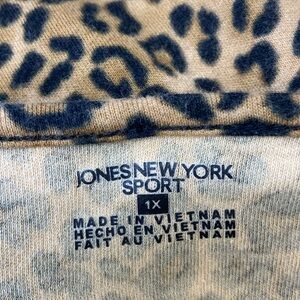 JONES NEW YORK
SPORT
1X
MADE IN VIETNAM
HECHO EN VIETNAM
FAIT AU VIETNAM